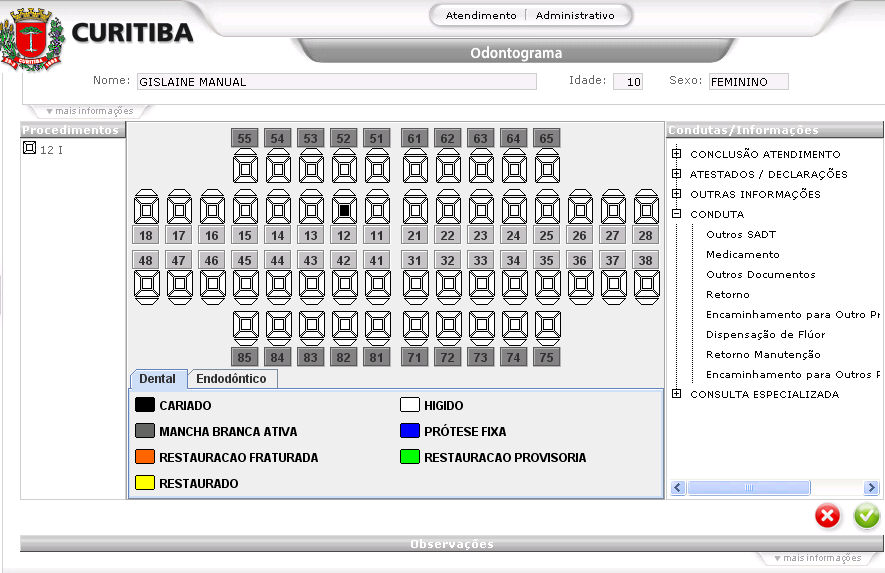 CURITIBA
Atendimento Administrativo
Odontograma
Nome: GISLAINE MANUAL Idade: 10 Sexo: FEMININO
mais informações
Procedimentos
12 I
55 54 53 52 51 61 62 63 64 65
18 17 16 15 14 13 12 11 21 22 23 24 25 26 27 28
48 47 46 45 44 43 42 41 31 32 33 34 35 36 37 38
85 84 83 82 81 71 72 73 74 75
Dental Endodóntico
CARIADO HIGIDO
MANCHA BRANCA ATIVA PRÓTESE FIXA
RESTAURACAO FRATURADA RESTAURACAO PROVISORIA
RESTAURADO
Condutas/Informações
CONCLUSÃO ATENDIMENTO
ATESTADOS / DECLARAÇÕES
OUTRAS INFORMAÇÕES
CONDUTA
Outros SADT
Medicamento
Outros Documentos
Retorno
Encaminhamento para Outro Pr
Dispensação de Flúor
Retorno Manutenção
Encaminhamento para Outros P
CONSULTA ESPECIALIZADA
Observações
mais informações